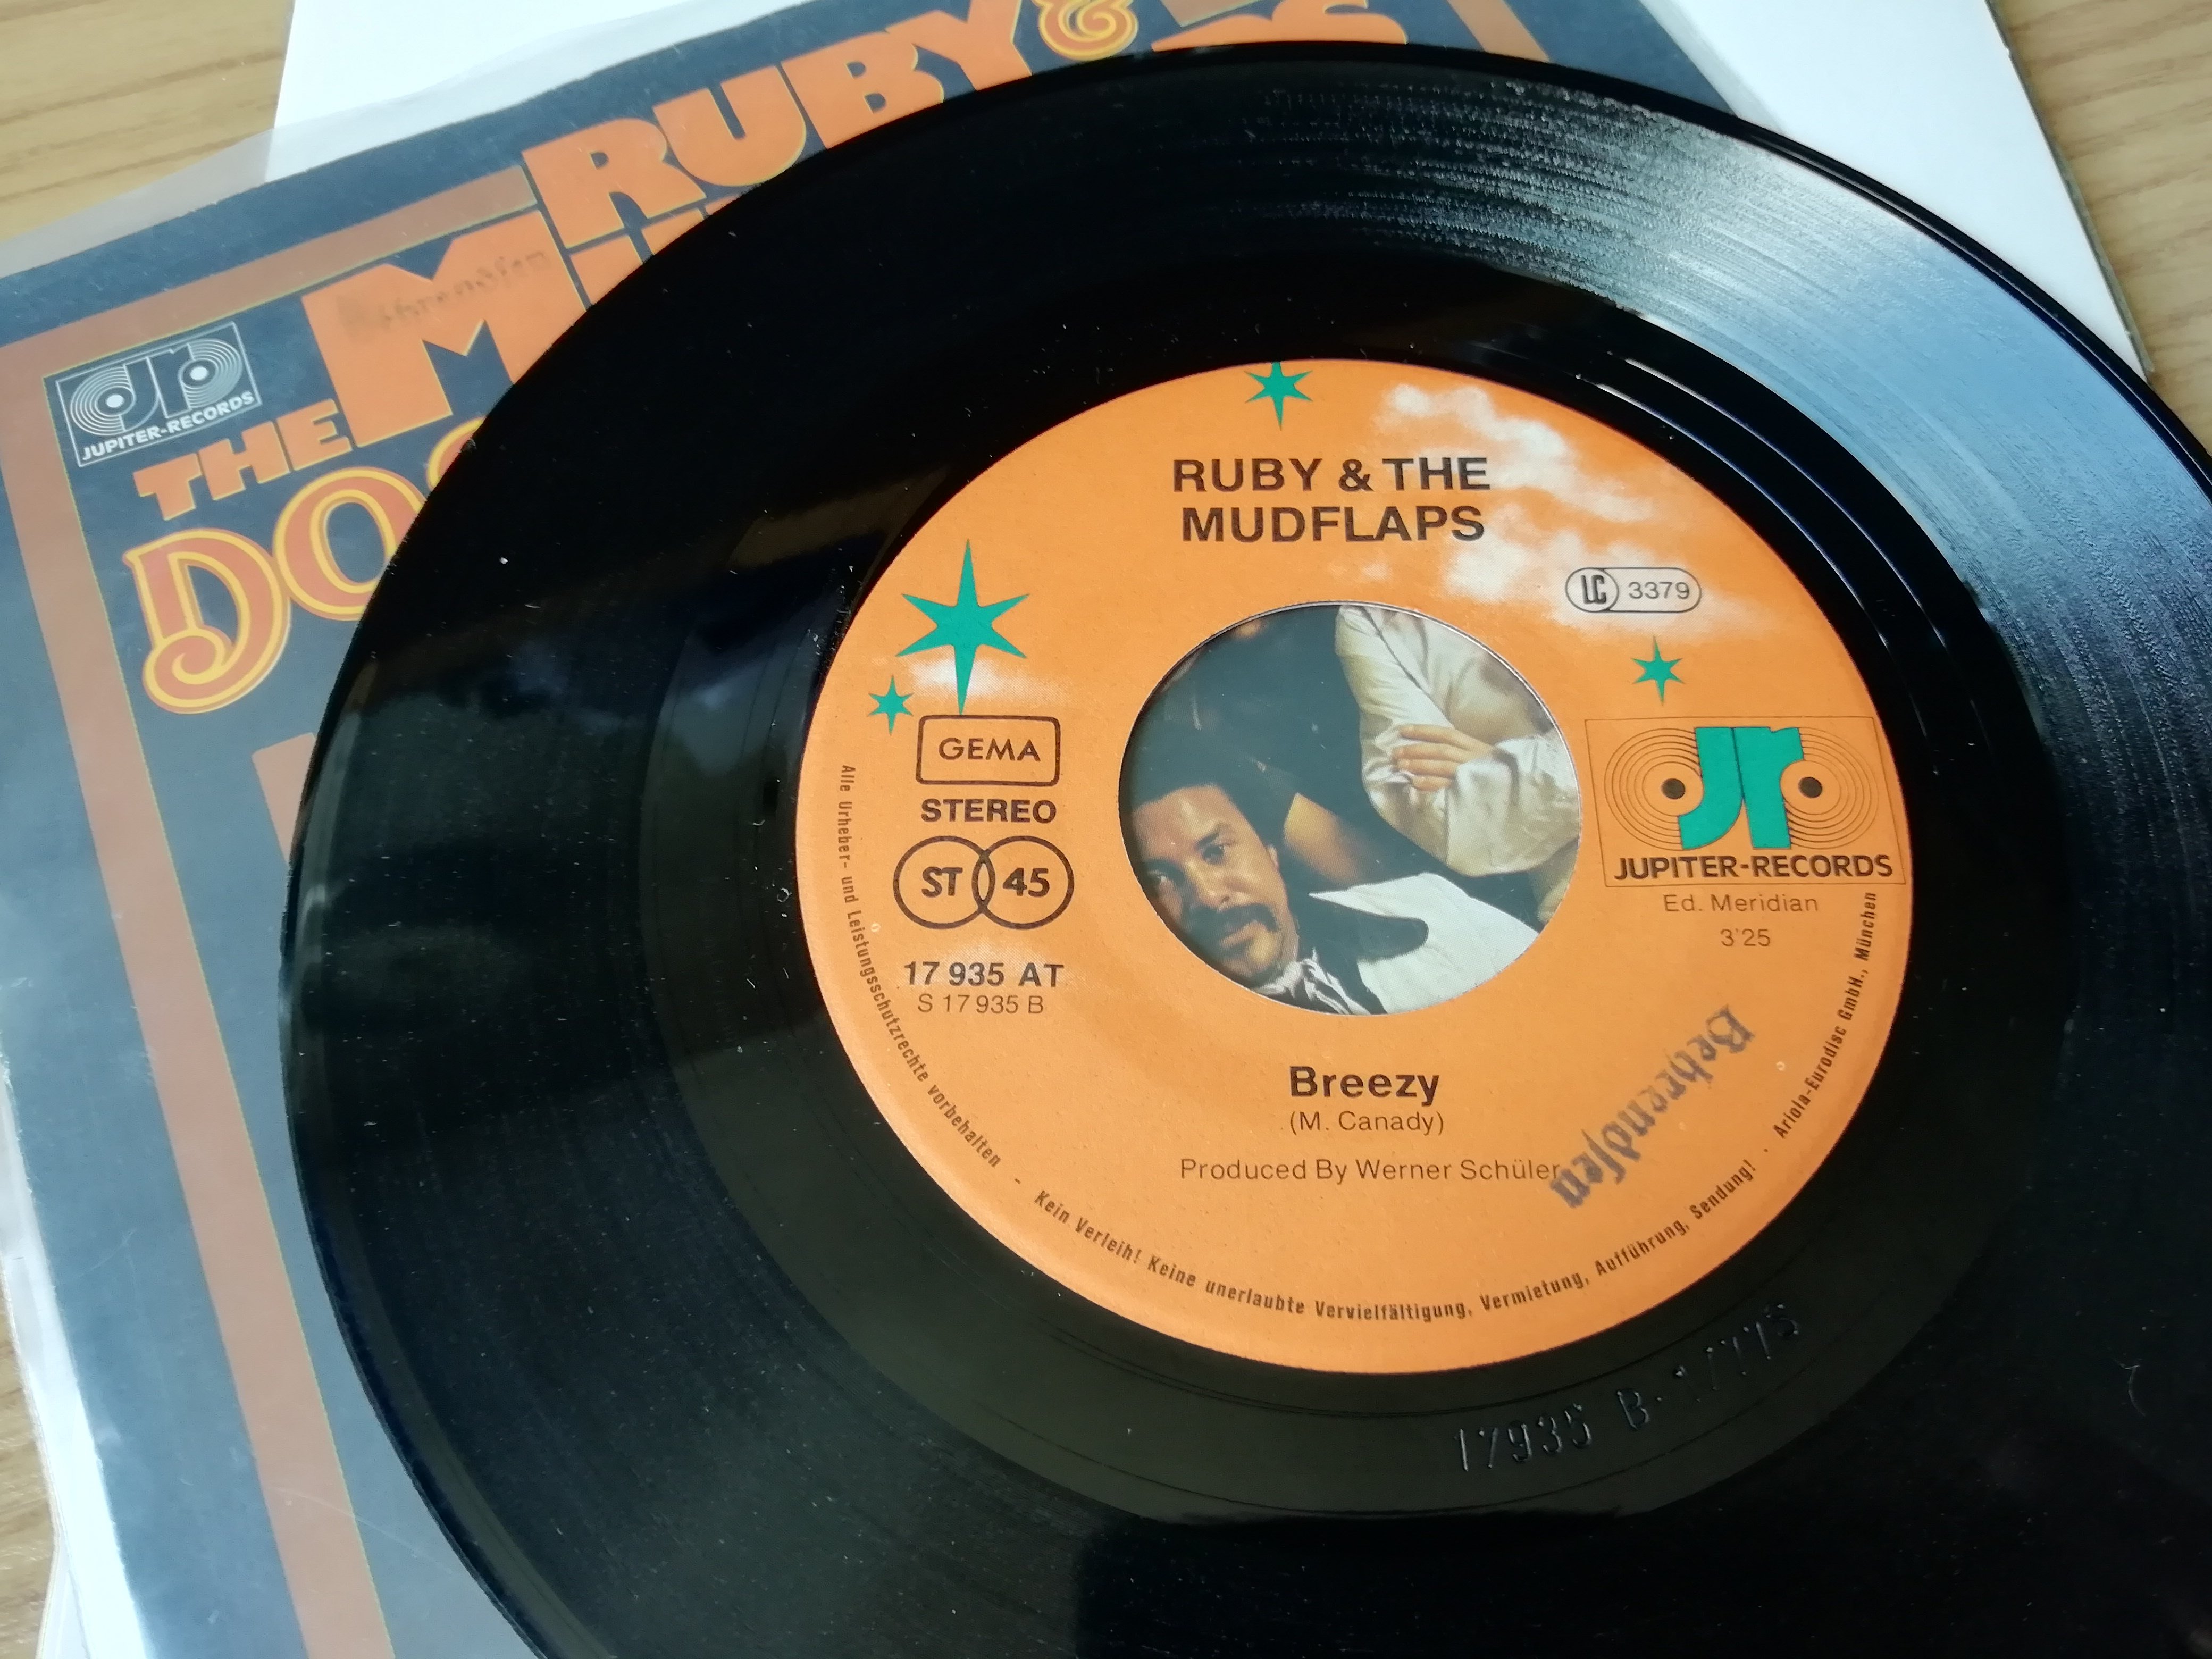 RUBY &
THE
JUPITER-RECORDS
RUBY & THE
MUDFLAPS
LC 3379
GEMA
STEREO
ST 45
17 935 AT
S 17 935 B
JUPITER-RECORDS
Ed. Meridian
3'25
Breezy
(M. Canady)
Produced By Werner Schüler
Behrendsen
Alle Urheber- und Leistungsschutzrechte vorbehalten - Kein Verleih! Keine unerlaubte Vervielfältigung, Vermietung, Aufführung, Sendung! · Ariola-Eurodisc GmbH., München
17935 B